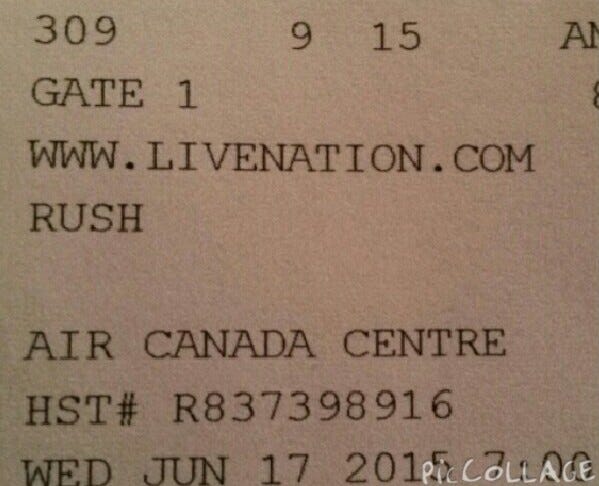 309 9 15 AN
GATE 1
WWW.LIVENATION.COM
RUSH
AIR CANADA CENTRE
HST# R837398916
WED JUN 17 2015 7:00
PicCOLLAGE